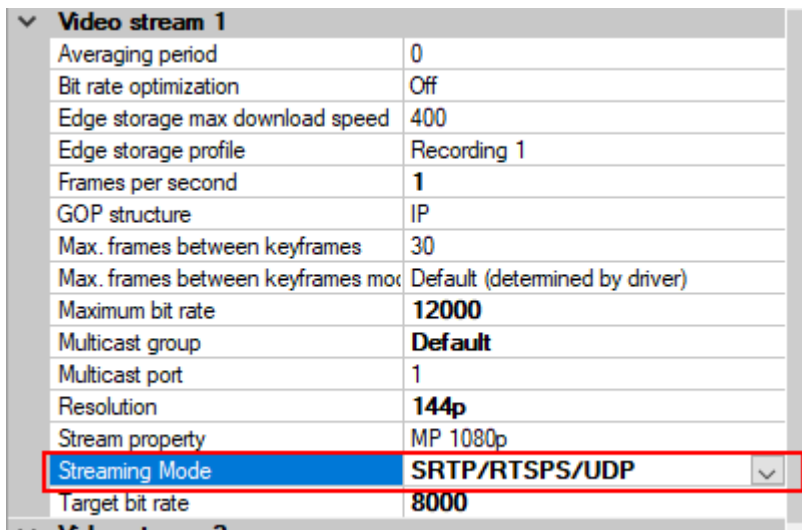 Video stream 1
Averaging period 0
Bit rate optimization Off
Edge storage max download speed 400
Edge storage profile Recording 1
Frames per second 1
GOP structure IP
Max. frames between keyframes 30
Max. frames between keyframes mo Default (determined by driver)
Maximum bit rate 12000
Multicast group Default
Multicast port 1
Resolution 144p
Stream property MP 1080p
Streaming Mode SRTP/RTSPS/UDP
Target bit rate 8000